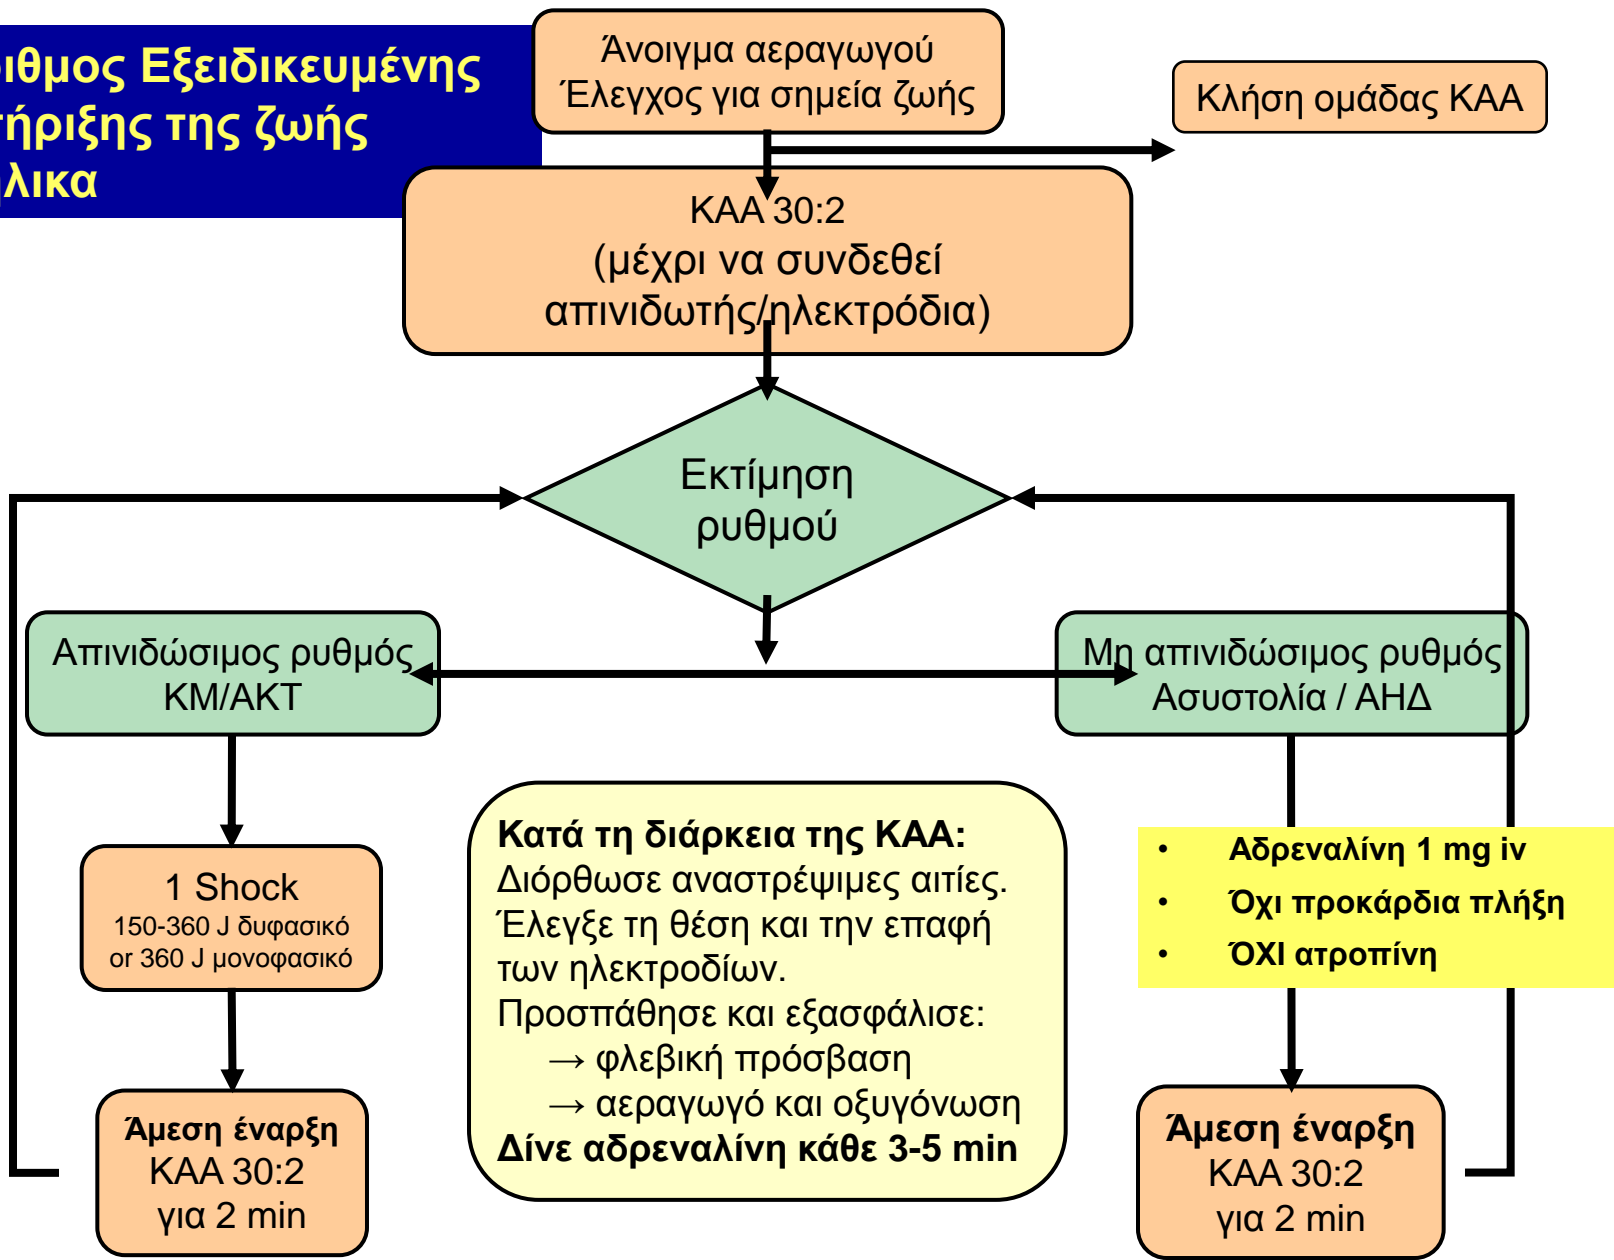 ιθμος Εξειδικευμένης
τήριξης της ζωής
ήλικα
Άνοιγμα αεραγωγού
Έλεγχος για σημεία ζωής
Κλήση ομάδας ΚΑΑ
ΚΑΑ 30:2
(μέχρι να συνδεθεί
απινιδωτής/ηλεκτρόδια)
Εκτίμηση
ρυθμού
Απινιδώσιμος ρυθμός
ΚΜ/ΑΚΤ
Μη απινιδώσιμος ρυθμός
Ασυστολία / ΑΗΔ
1 Shock
150-360 J δυφασικό
or 360 J μονοφασικό
Άμεση έναρξη
ΚΑΑ 30:2
για 2 min
Κατά τη διάρκεια της ΚΑΑ:
Διόρθωσε αναστρέψιμες αιτίες.
Έλεγξε τη θέση και την επαφή
των ηλεκτροδίων.
Προσπάθησε και εξασφάλισε:
→ φλεβική πρόσβαση
→ αεραγωγό και οξυγόνωση
Δίνε αδρεναλίνη κάθε 3-5 min
• Αδρεναλίνη 1 mg iv
• Όχι προκάρδια πλήξη
• ΌΧΙ ατροπίνη
Άμεση έναρξη
ΚΑΑ 30:2
για 2 min